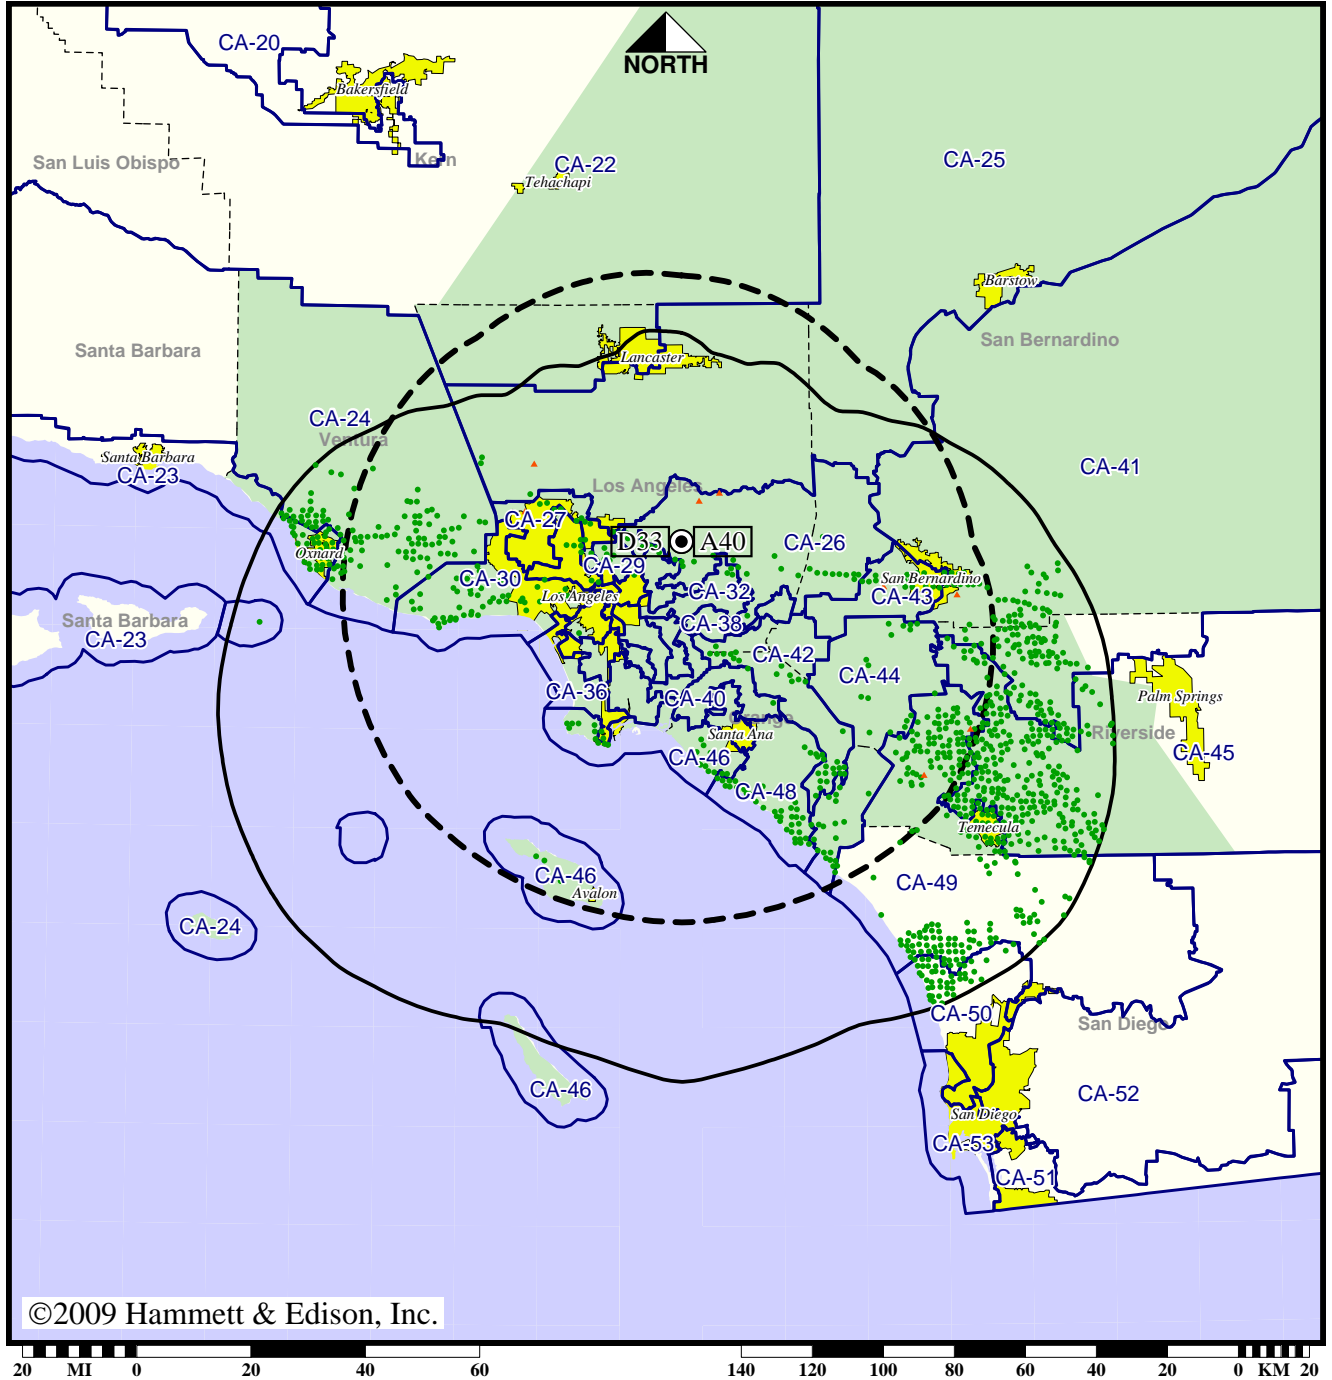 CA-20
NORTH
Bakersfield
San Luis Obispo
Kern
CA-22
CA-25
Tehachapi
Barstow
San Bernardino
Santa Barbara
Lancaster
CA-24
Ventura
Santa Barbara
CA-23
CA-41
Los Angeles
CA-27
D33
A40
CA-26
Oxnard
CA-29
CA-30
San Bernardino
CA-32
CA-43
Los Angeles
Santa Barbara
CA-23
CA-38
CA-42
CA-44
CA-36
CA-40
Palm Springs
Orange
Santa Ana
Riverside
CA-46
CA-45
CA-48
Temecula
CA-46
Avalon
CA-49
CA-24
CA-50
San Diego
CA-46
CA-52
San Diego
CA-53
CA-51
©2009 Hammett & Edison, Inc.
20 MI 0 20 40 60 140 120 100 80 60 40 20 0 KM 20